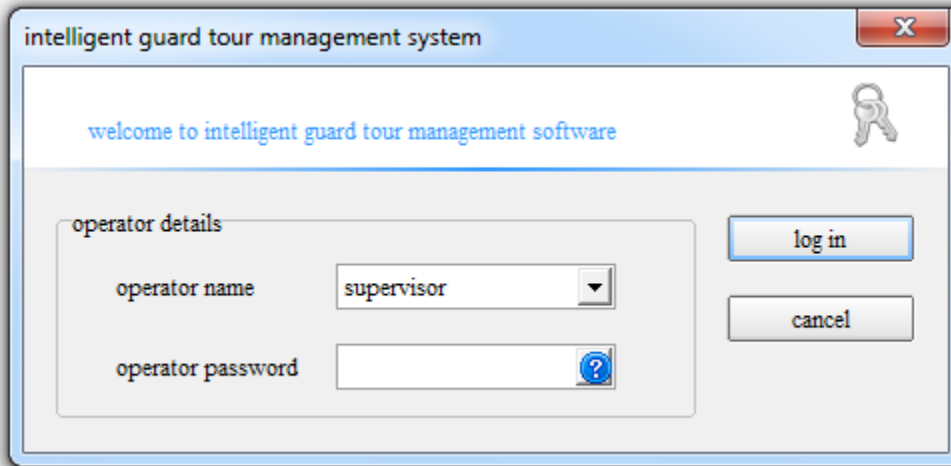 intelligent guard tour management system
welcome to intelligent guard tour management software
operator details
operator name
supervisor
operator password
log in
cancel